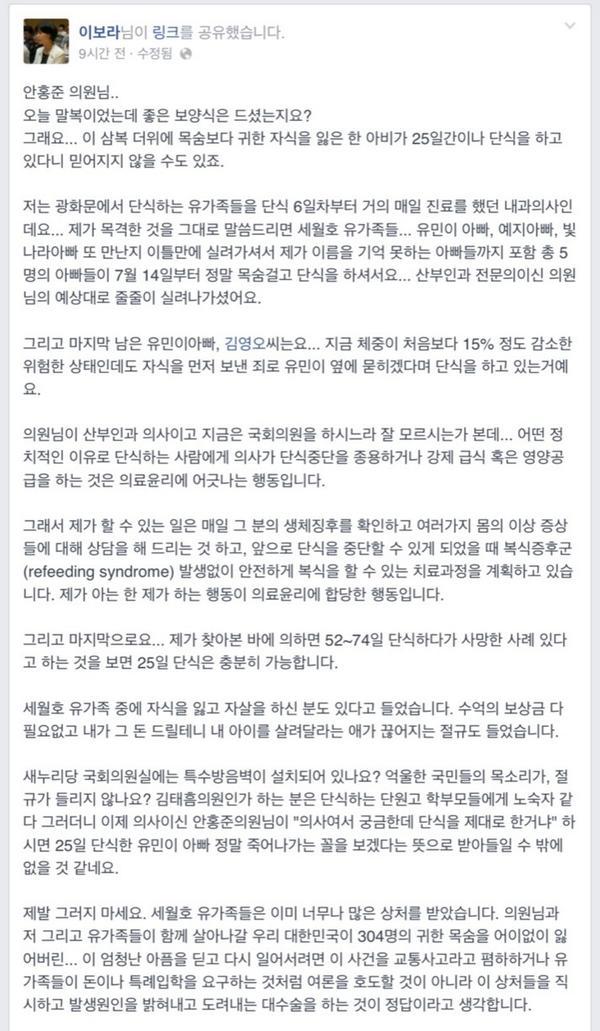 이보라님이 링크를 공유했습니다.
9시간 전 · 수정됨
안홍준 의원님..
오늘 말복이었는데 좋은 보양식은 드셨는지요?
그래요... 이 삼복 더위에 목숨보다 귀한 자식을 잃은 한 아비가 25일간이나 단식을 하고
있다니 믿어지지 않을 수도 있죠.
저는 광화문에서 단식하는 유가족들을 단식 6일차부터 거의 매일 진료를 했던 내과의사인
데요... 제가 목격한 것을 그대로 말씀드리면 세월호 유가족들... 유민이 아빠, 예지아빠, 빛
나라아빠 또 만난지 이틀만에 실려가셔서 제가 이름을 기억 못하는 아빠들까지 포함 총 5
명의 아빠들이 7월 14일부터 정말 목숨걸고 단식을 하셔서요... 산부인과 전문의이신 의원
님의 예상대로 줄줄이 실려나가셨어요.
그리고 마지막 남은 유민이아빠, 김영오씨는요... 지금 체중이 처음보다 15% 정도 감소한
위험한 상태인데도 자식을 먼저 보낸 죄로 유민이 옆에 묻히겠다며 단식을 하고 있는거예
요.
의원님이 산부인과 의사이고 지금은 국회의원을 하시느라 잘 모르시는가 본데... 어떤 정
치적인 이유로 단식하는 사람에게 의사가 단식중단을 종용하거나 강제 급식 혹은 영양공
급을 하는 것은 의료윤리에 어긋나는 행동입니다.
그래서 제가 할 수 있는 일은 매일 그 분의 생체징후를 확인하고 여러가지 몸의 이상 증상
들에 대해 상담을 해 드리는 것 하고, 앞으로 단식을 중단할 수 있게 되었을 때 복식증후군
(refeeding syndrome) 발생없이 안전하게 복식을 할 수 있는 치료과정을 계획하고 있습
니다. 제가 아는 한 제가 하는 행동이 의료윤리에 합당한 행동입니다.
그리고 마지막으로요... 제가 찾아본 바에 의하면 52~74일 단식하다가 사망한 사례 있다
고 하는 것을 보면 25일 단식은 충분히 가능합니다.
세월호 유가족 중에 자식을 잃고 자살을 하신 분도 있다고 들었습니다. 수억의 보상금 다
필요없고 내가 그 돈 드릴테니 내 아이를 살려달라는 애가 끊어지는 절규도 들었습니다.
새누리당 국회의원실에는 특수방음벽이 설치되어 있나요? 억울한 국민들의 목소리가, 절
규가 들리지 않나요? 김태흠의원인가 하는 분은 단식하는 단원고 학부모들에게 노숙자 같
다 그러더니 이제 의사이신 안홍준의원님이 "의사여서 궁금한데 단식을 제대로 한거냐" 하
시면 25일 단식한 유민이 아빠 정말 죽어나가는 꼴을 보겠다는 뜻으로 받아들일 수 밖에
없을 것 같네요.
제발 그러지 마세요. 세월호 유가족들은 이미 너무나 많은 상처를 받았습니다. 의원님과
저 그리고 유가족들이 함께 살아나갈 우리 대한민국이 304명의 귀한 목숨을 어이없이 잃
어버린... 이 엄청난 아픔을 딛고 다시 일어서려면 이 사건을 교통사고라고 폄하하거나 유
가족들이 돈이나 특례입학을 요구하는 것처럼 여론을 호도할 것이 아니라 이 상처들을 직
시하고 발생원인을 밝혀내고 도려내는 대수술을 하는 것이 정답이라고 생각합니다.